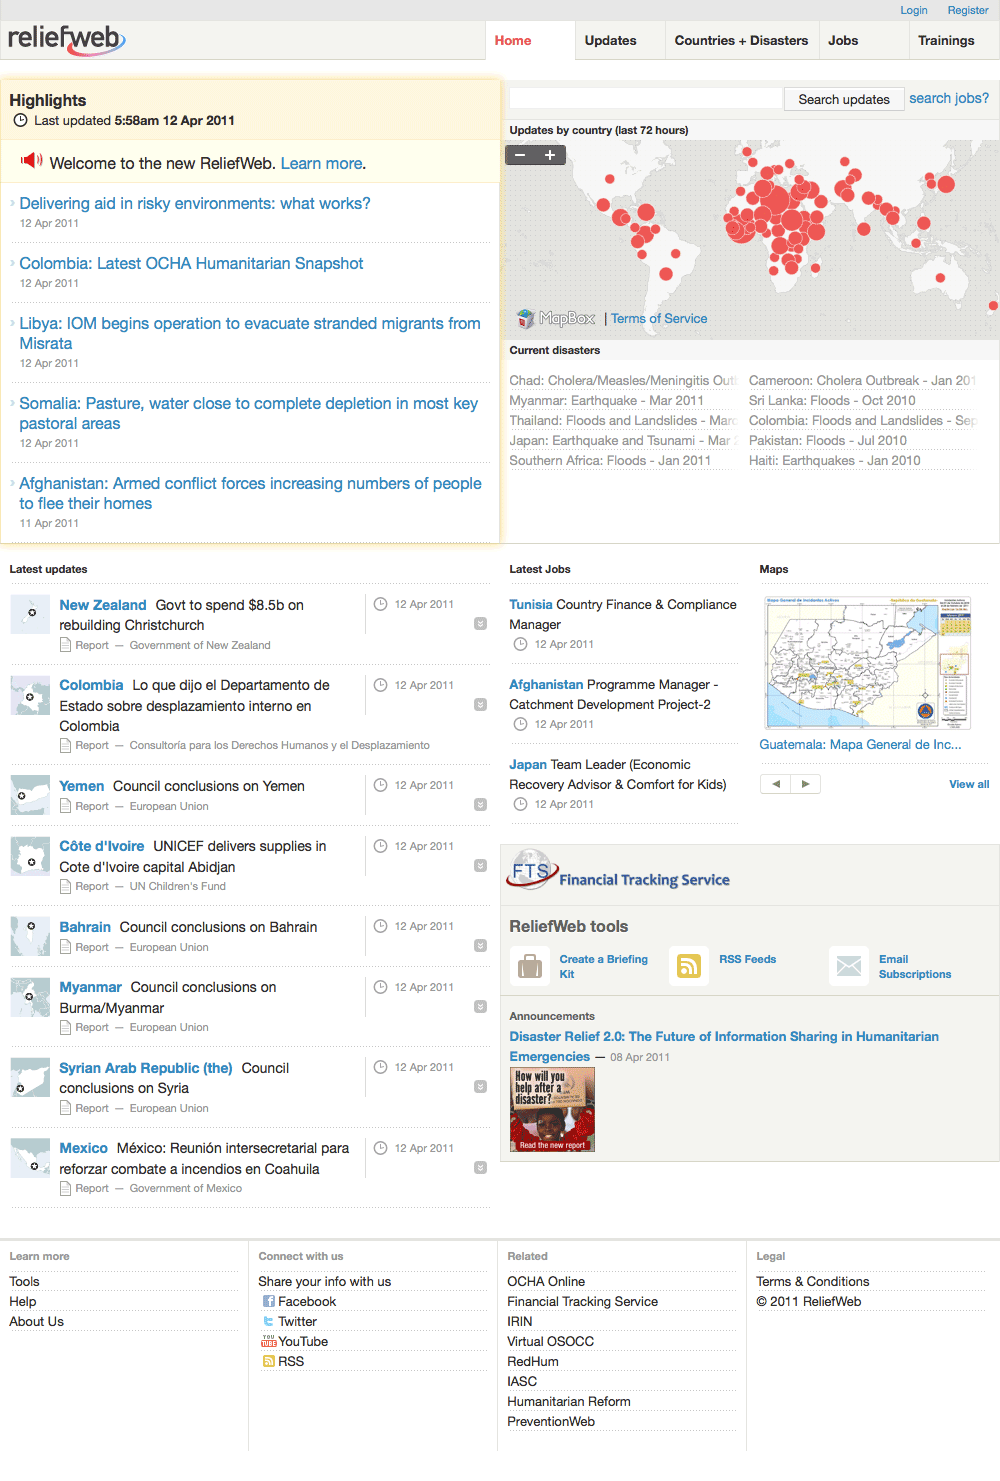 Login Register
reliefweb
Home Updates Countries + Disasters Jobs Trainings
Highlights
Last updated 5:58am 12 Apr 2011
Welcome to the new ReliefWeb. Learn more.
Delivering aid in risky environments: what works?
12 Apr 2011
Colombia: Latest OCHA Humanitarian Snapshot
12 Apr 2011
Libya: IOM begins operation to evacuate stranded migrants from
Misrata
12 Apr 2011
Somalia: Pasture, water close to complete depletion in most key
pastoral areas
12 Apr 2011
Afghanistan: Armed conflict forces increasing numbers of people
to flee their homes
11 Apr 2011
Search updates search jobs?
Updates by country (last 72 hours)
MapBox | Terms of Service
Current disasters
Chad: Cholera/Measles/Meningitis Out
Myanmar: Earthquake - Mar 2011
Thailand: Floods and Landslides - Marc
Japan: Earthquake and Tsunami - Mar 2
Southern Africa: Floods - Jan 2011
Cameroon: Cholera Outbreak - Jan 201
Sri Lanka: Floods - Oct 2010
Colombia: Floods and Landslides - Sep
Pakistan: Floods - Jul 2010
Haiti: Earthquakes - Jan 2010
Latest updates
New Zealand Govt to spend $8.5b on
rebuilding Christchurch
Report — Government of New Zealand
12 Apr 2011
Colombia Lo que dijo el Departamento de
Estado sobre desplazamiento interno en
Colombia
Report — Consultoría para los Derechos Humanos y el Desplazamiento
12 Apr 2011
Yemen Council conclusions on Yemen
Report — European Union
12 Apr 2011
Côte d'Ivoire UNICEF delivers supplies in
Cote d'Ivoire capital Abidjan
Report — UN Children's Fund
12 Apr 2011
Bahrain Council conclusions on Bahrain
Report — European Union
12 Apr 2011
Myanmar Council conclusions on
Burma/Myanmar
Report — European Union
12 Apr 2011
Syrian Arab Republic (the) Council
conclusions on Syria
Report — European Union
12 Apr 2011
Mexico México: Reunión intersecretarial para
reforzar combate a incendios en Coahuila
Report — Government of Mexico
12 Apr 2011
Latest Jobs
Tunisia Country Finance & Compliance
Manager
12 Apr 2011
Afghanistan Programme Manager -
Catchment Development Project-2
12 Apr 2011
Japan Team Leader (Economic
Recovery Advisor & Comfort for Kids)
12 Apr 2011
Maps
Mapa General de Incidentes Activos
Guatemala: Mapa General de Inc...
View all
FTS Financial Tracking Service
ReliefWeb tools
Create a Briefing
Kit
RSS Feeds
Email
Subscriptions
Announcements
Disaster Relief 2.0: The Future of Information Sharing in Humanitarian
Emergencies — 08 Apr 2011
How will you
help after a
disaster?
Read the new report
Learn more
Tools
Help
About Us
Connect with us
Share your info with us
Facebook
Twitter
YouTube
RSS
Related
OCHA Online
Financial Tracking Service
IRIN
Virtual OSOCC
RedHum
IASC
Humanitarian Reform
PreventionWeb
Legal
Terms & Conditions
© 2011 ReliefWeb